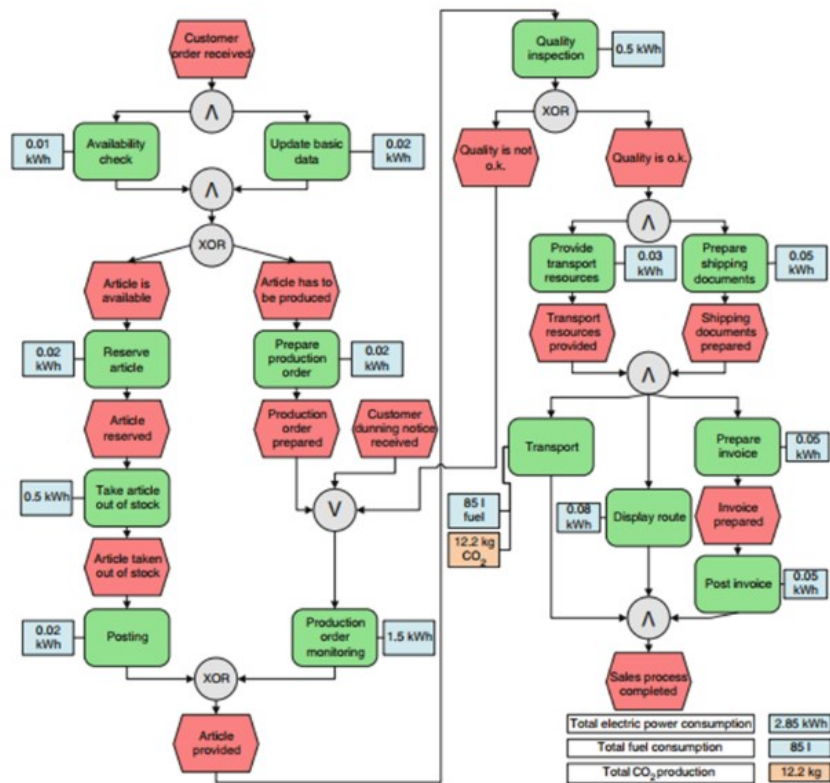 Customer
order received
Λ
0.01
kWh
Availability
check
Update basic
data
0.02
kWh
Λ
XOR
Article is
available
Article has to
be produced
0.02
kWh
Reserve
article
Prepare
production
order
0.02
kWh
Article
reserved
Production
order
prepared
Customer
dunning notice
received
0.5 kWh
Take article
out of stock
V
Article taken
out of stock
0.02
kWh
Posting
Production
order
monitoring
1.5 kWh
XOR
Article
provided
Quality
inspection
0.5 kWh
XOR
Quality is not
o.k.
Quality is o.k.
Λ
Provide
transport
resources
0.03
kWh
Prepare
shipping
documents
0.05
kWh
Transport
resources
provided
Shipping
documents
prepared
Λ
Transport
Prepare
invoice
0.05
kWh
85 l
fuel
12.2 kg
CO2
0.08
kWh
Display route
Invoice
prepared
Post invoice
0.05
kWh
Λ
Sales process
completed
Total electric power consumption 2.85 kWh
Total fuel consumption 85 l
Total CO2 production 12.2 kg